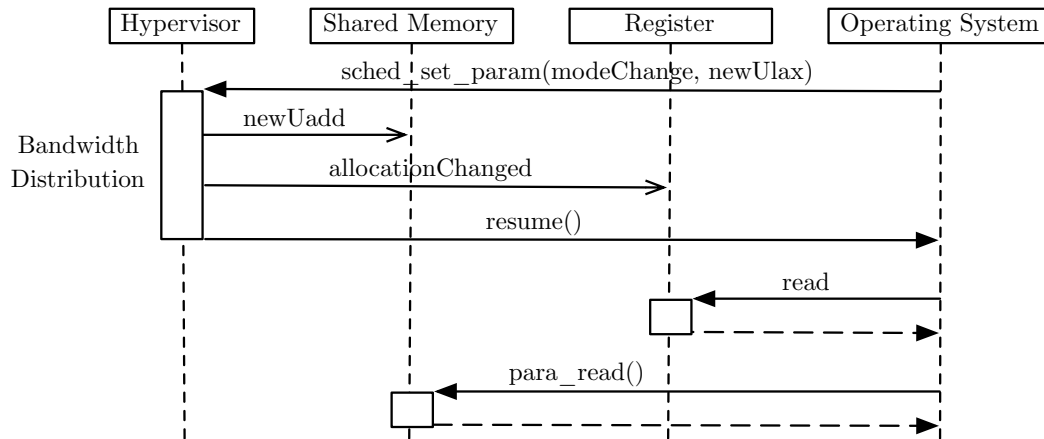 Hypervisor
Shared Memory
Register
Operating System
sched_set_param(modeChange, newUlax)
newUadd
Bandwidth
Distribution
allocationChanged
resume()
read
para_read()